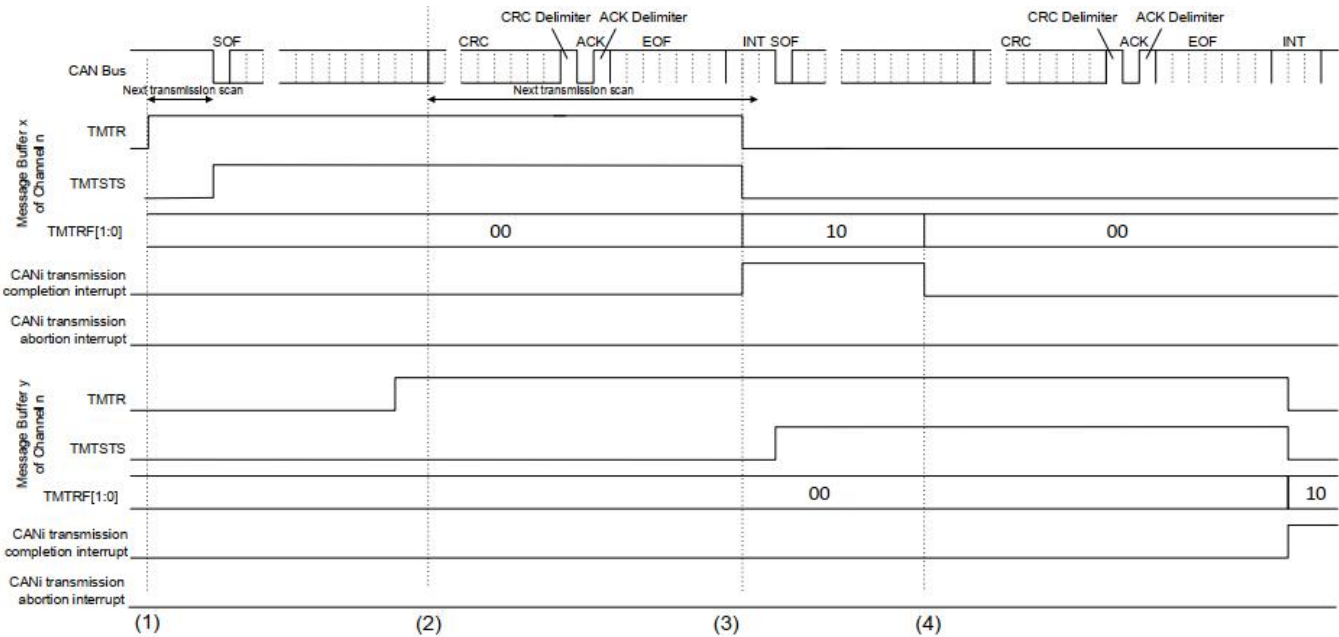 CRC Delimiter ACK Delimiter CRC Delimiter ACK Delimiter
SOF CRC ACK EOF INT SOF CRC ACK EOF INT
CAN Bus
Next transmission scan Next transmission scan
Message Buffer x
of Channel n
TMTR
TMTSTS
TMTRF[1:0] 00 10 00
CANi transmission
completion interrupt
CANi transmission
abortion interrupt
Message Buffer y
of Channel n
TMTR
TMTSTS
TMTRF[1:0] 00 10
CANi transmission
completion interrupt
CANi transmission
abortion interrupt
(1) (2) (3) (4)